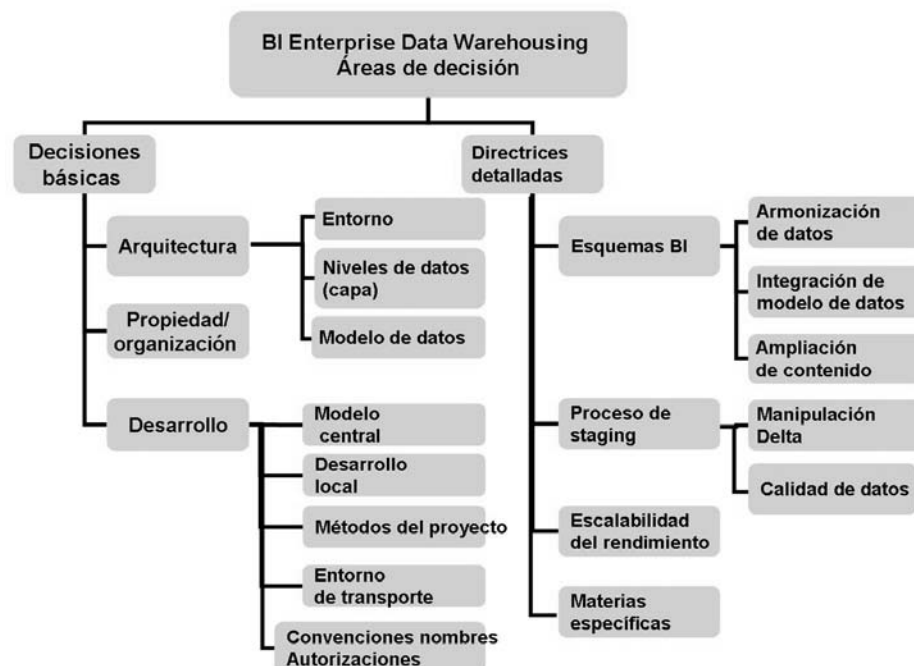 BI Enterprise Data Warehousing
Áreas de decisión
Decisiones
básicas
Arquitectura
Entorno
Niveles de datos
(capa)
Modelo de datos
Propiedad/
organización
Desarrollo
Modelo
central
Desarrollo
local
Métodos del proyecto
Entorno
de transporte
Convenciones nombres
Autorizaciones
Directrices
detalladas
Esquemas BI
Armonización
de datos
Integración de
modelo de datos
Ampliación
de contenido
Proceso de
staging
Manipulación
Delta
Calidad de datos
Escalabilidad
del rendimiento
Materias
específicas